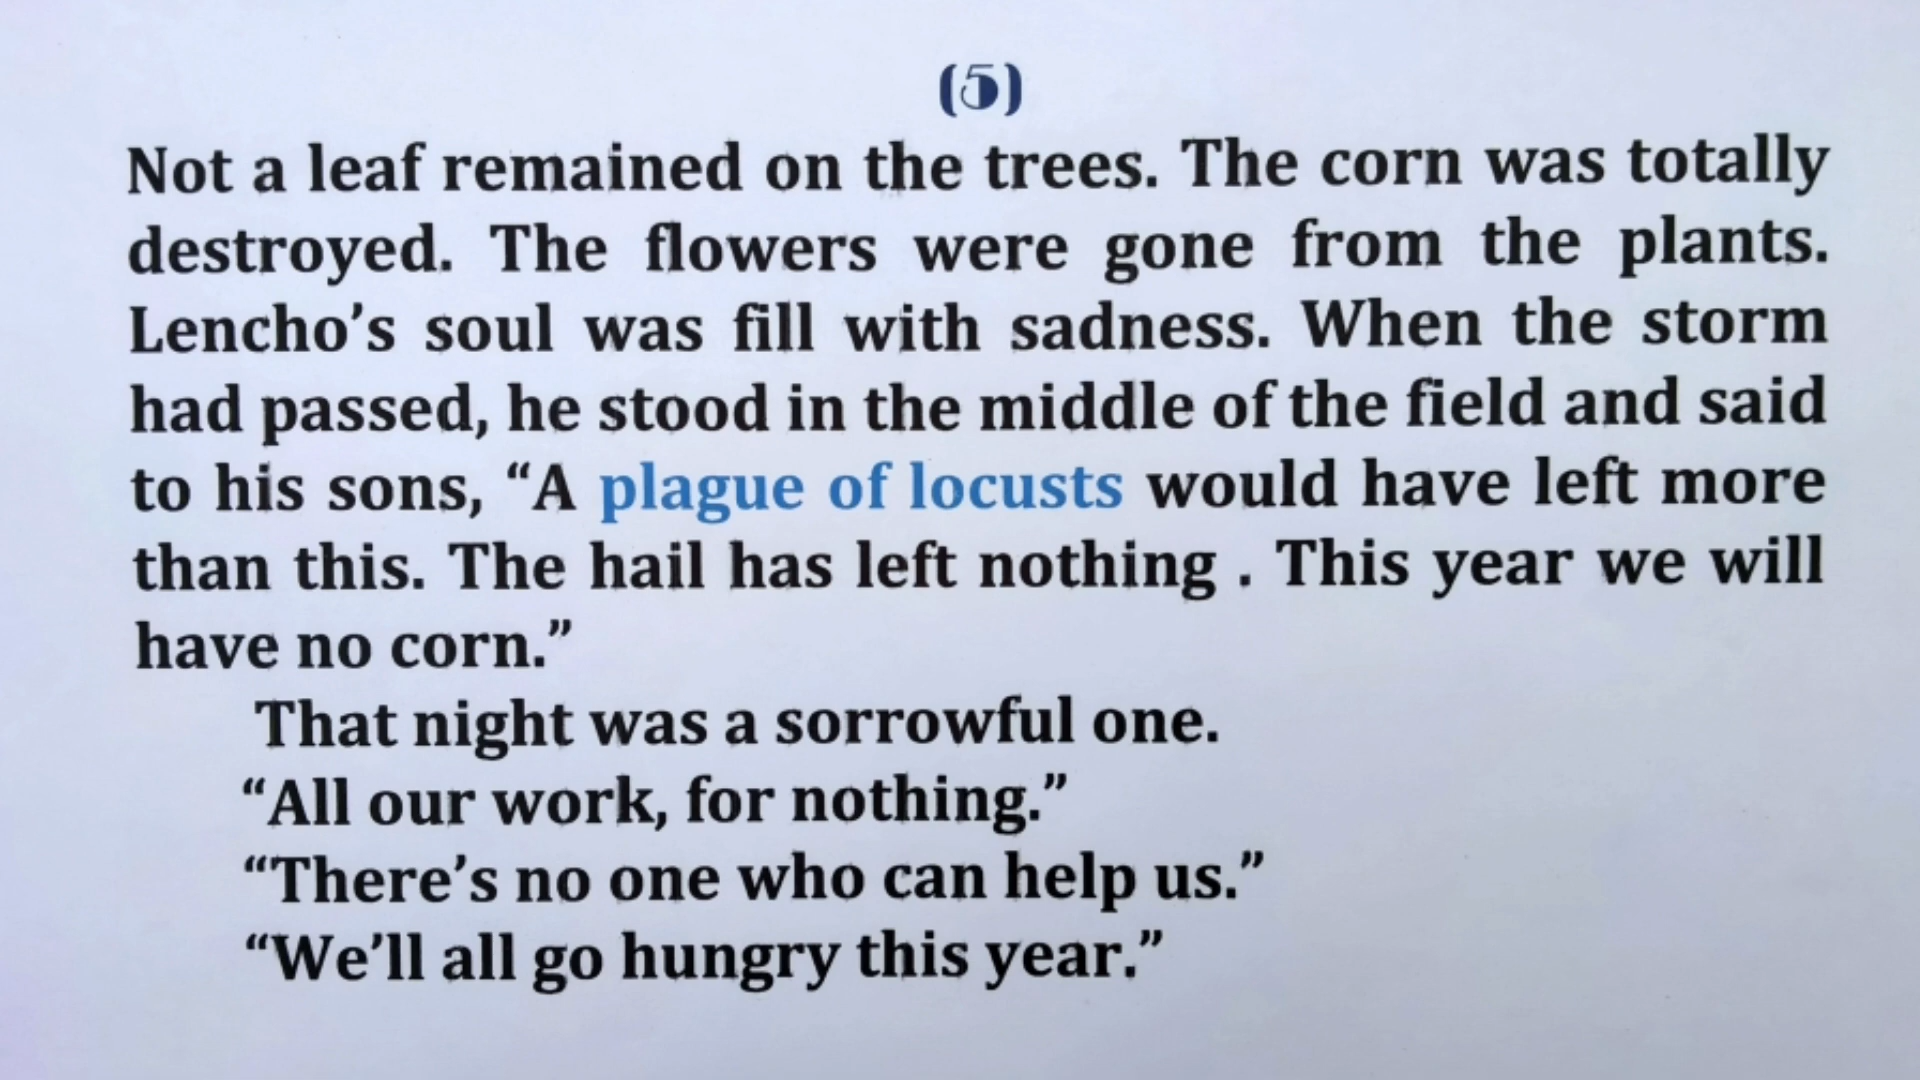 (5)
Not a leaf remained on the trees. The corn was totally
destroyed. The flowers were gone from the plants.
Lencho’s soul was fill with sadness. When the storm
had passed, he stood in the middle of the field and said
to his sons, “A plague of locusts would have left more
than this. The hail has left nothing . This year we will
have no corn.”
That night was a sorrowful one.
“All our work, for nothing.”
“There’s no one who can help us.”
“We’ll all go hungry this year.”